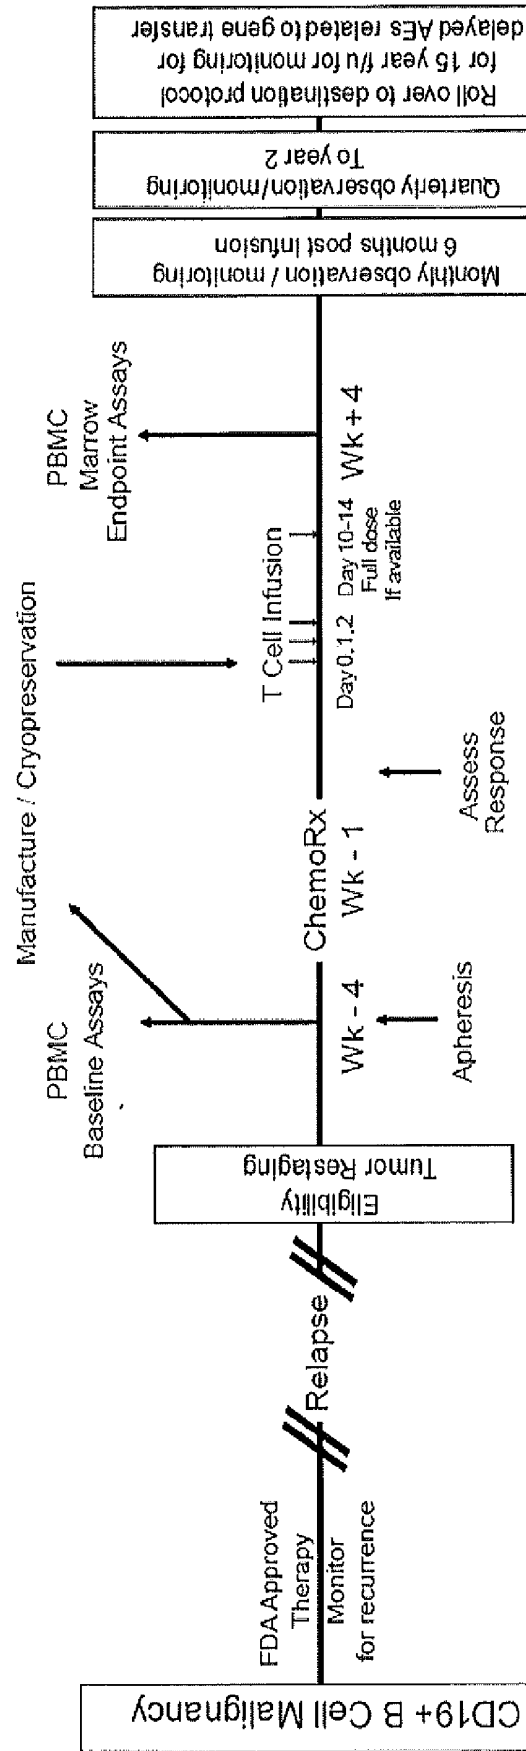 CD19+ B Cell Malignancy
FDA Approved
Therapy
Monitor
for recurrence
Relapse
Eligibility
Tumor Restaging
PBMC
Baseline Assays
Wk - 4
Apheresis
Manufacture / Cryopreservation
ChemoRx
Wk - 1
Assess
Response
T Cell Infusion
Day 0.1.2
Day 10-14
Full dose
If available
PBMC
Marrow
Endpoint Assays
Wk + 4
Monthly observation / monitoring
6 months post Infusion
Quarterly observation/monitoring
To year 2
Roll over to destination protocol
for 15 year f/u for monitoring for
delayed AEs related to gene transfer